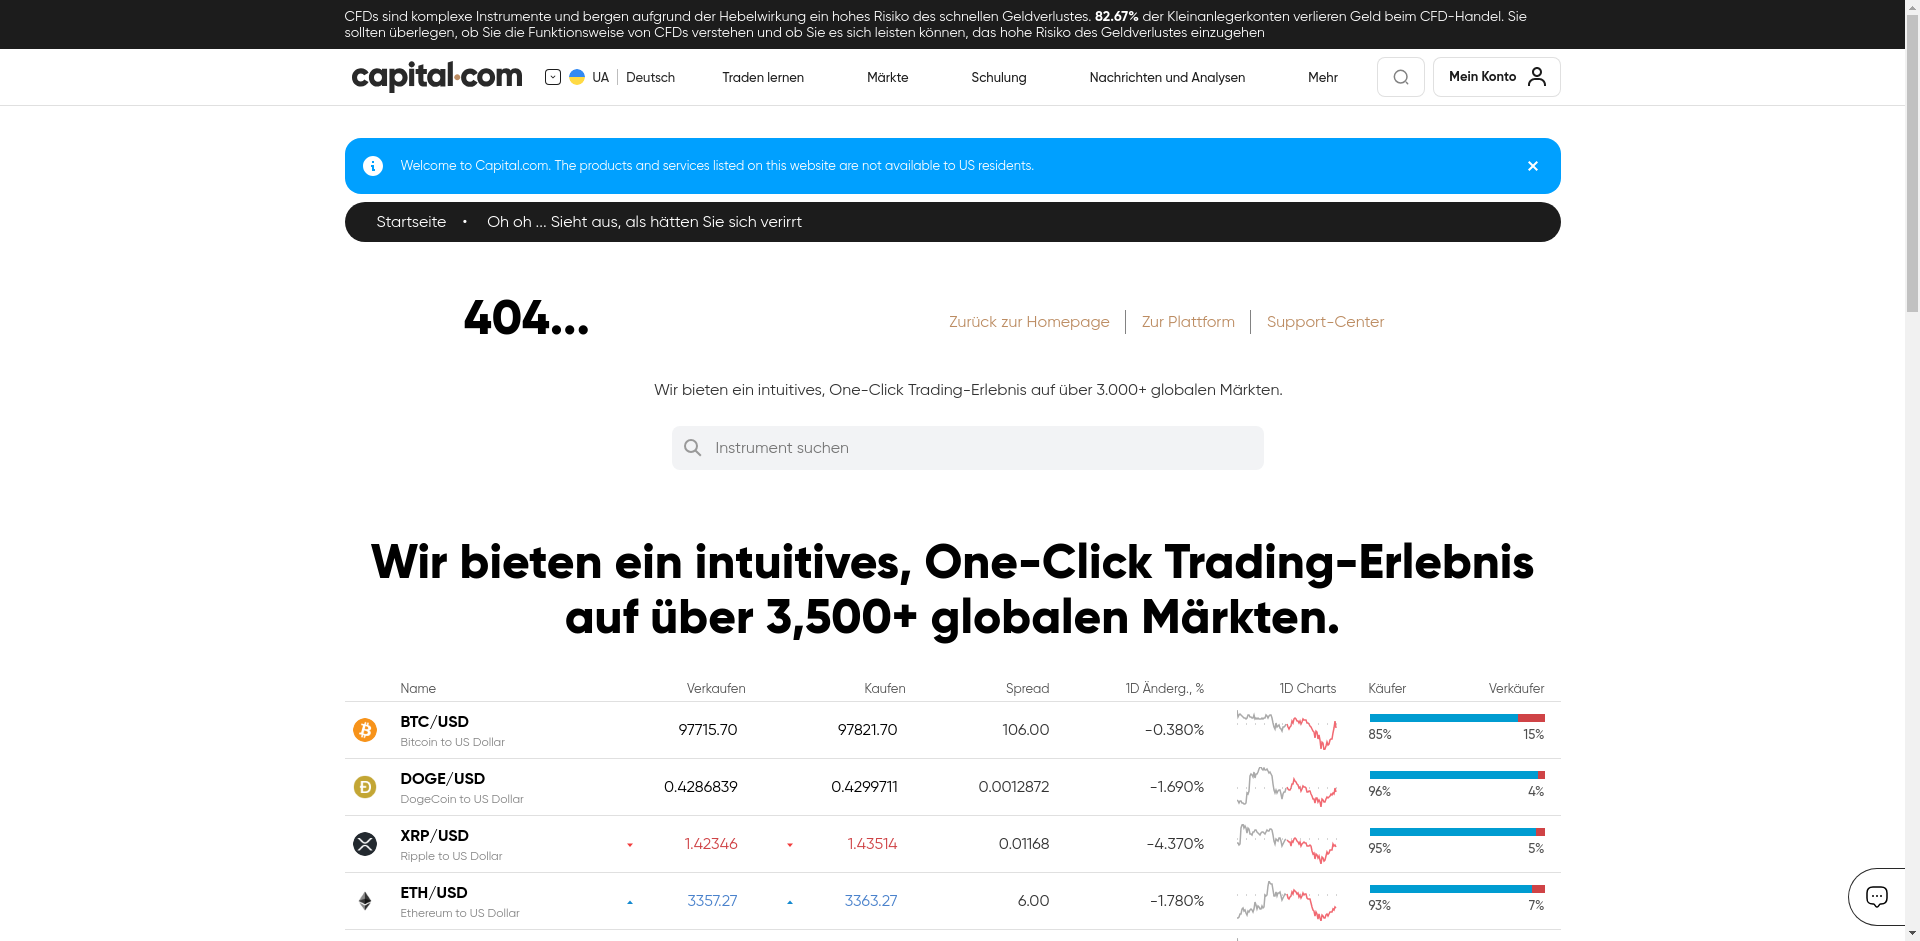 CFDs sind komplexe Instrumente und bergen aufgrund der Hebelwirkung ein hohes Risiko des schnellen Geldverlustes. 82.67% der Kleinanlegerkonten verlieren Geld beim CFD-Handel. Sie
sollten überlegen, ob Sie die Funktionsweise von CFDs verstehen und ob Sie es sich leisten können, das hohe Risiko des Geldverlustes einzugehen
capital.com UA Deutsch Traden lernen Märkte Schulung Nachrichten und Analysen Mehr Mein Konto
Welcome to Capital.com. The products and services listed on this website are not available to US residents.
Startseite • Oh oh ... Sieht aus, als hätten Sie sich verirrt
404...
Zurück zur Homepage Zur Plattform Support-Center
Wir bieten ein intuitives, One-Click Trading-Erlebnis auf über 3.000+ globalen Märkten.
Instrument suchen
Wir bieten ein intuitives, One-Click Trading-Erlebnis
auf über 3,500+ globalen Märkten.
Name Verkaufen Kaufen Spread 1D Änderg., % 1D Charts Käufer Verkäufer
BTC/USD 97715.70 97821.70 106.00 -0.380% 85% 15%
Bitcoin to US Dollar
DOGE/USD 0.4286839 0.4299711 0.0012872 -1.690% 96% 4%
DogeCoin to US Dollar
XRP/USD 1.42346 1.43514 0.01168 -4.370% 95% 5%
Ripple to US Dollar
ETH/USD 3357.27 3363.27 6.00 -1.780% 93% 7%
Ethereum to US Dollar